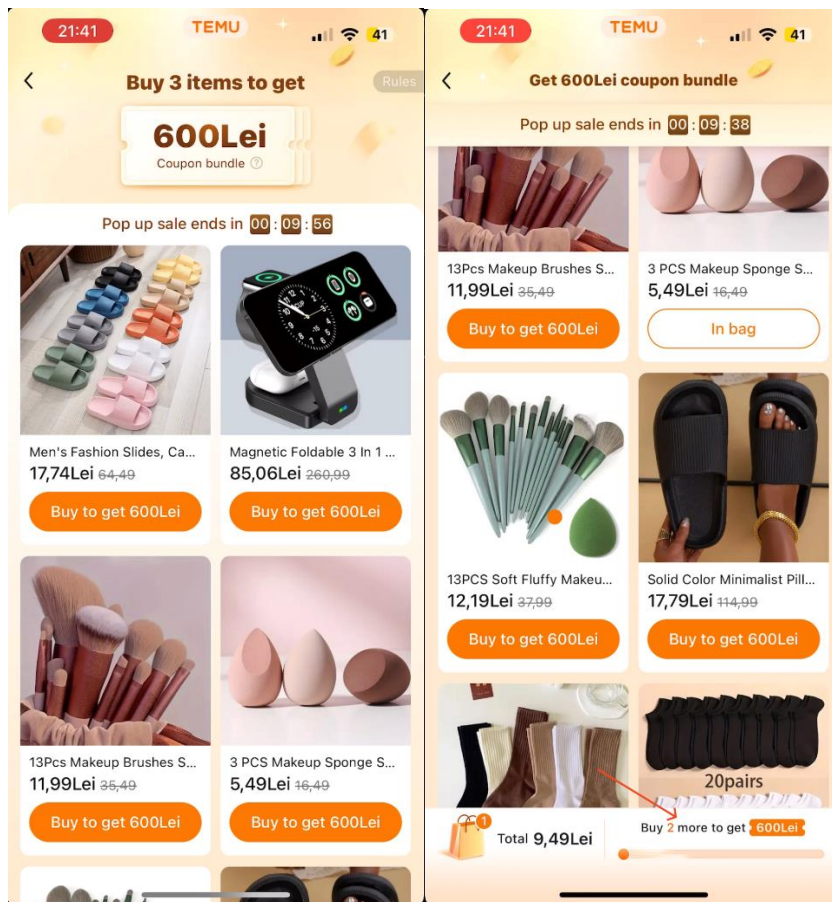 21:41
TEMU
41
Buy 3 items to get
Rules
600Lei
Coupon bundle ?
Pop up sale ends in 00 : 09 : 56
Men's Fashion Slides, Ca...
17,74Lei 64,49
Buy to get 600Lei
Magnetic Foldable 3 In 1 ...
85,06Lei 260,99
Buy to get 600Lei
13Pcs Makeup Brushes S...
11,99Lei 35,49
Buy to get 600Lei
3 PCS Makeup Sponge S...
5,49Lei 16,49
Buy to get 600Lei
21:41
TEMU
41
Get 600Lei coupon bundle
Pop up sale ends in 00 : 09 : 38
13Pcs Makeup Brushes S...
11,99Lei 35,49
Buy to get 600Lei
3 PCS Makeup Sponge S...
5,49Lei 16,49
In bag
13PCS Soft Fluffy Makeu...
12,19Lei 37,99
Buy to get 600Lei
Solid Color Minimalist Pill...
17,79Lei 114,99
Buy to get 600Lei
20pairs
1
Total 9,49Lei
Buy 2 more to get 600Lei